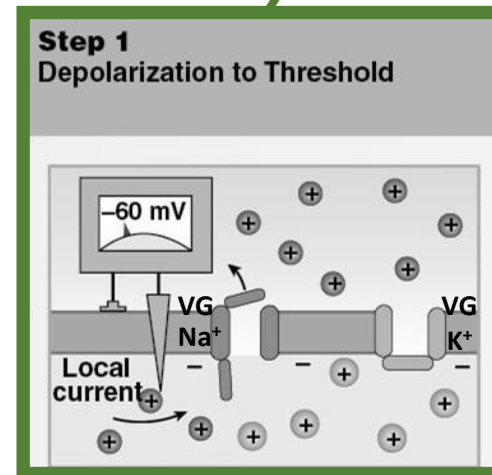 Step 1
Depolarization to Threshold
–60 mV
+ + + + + + +
VG VG
Na⁺ K⁺
– – –
Local
current
+ + + + + + + +